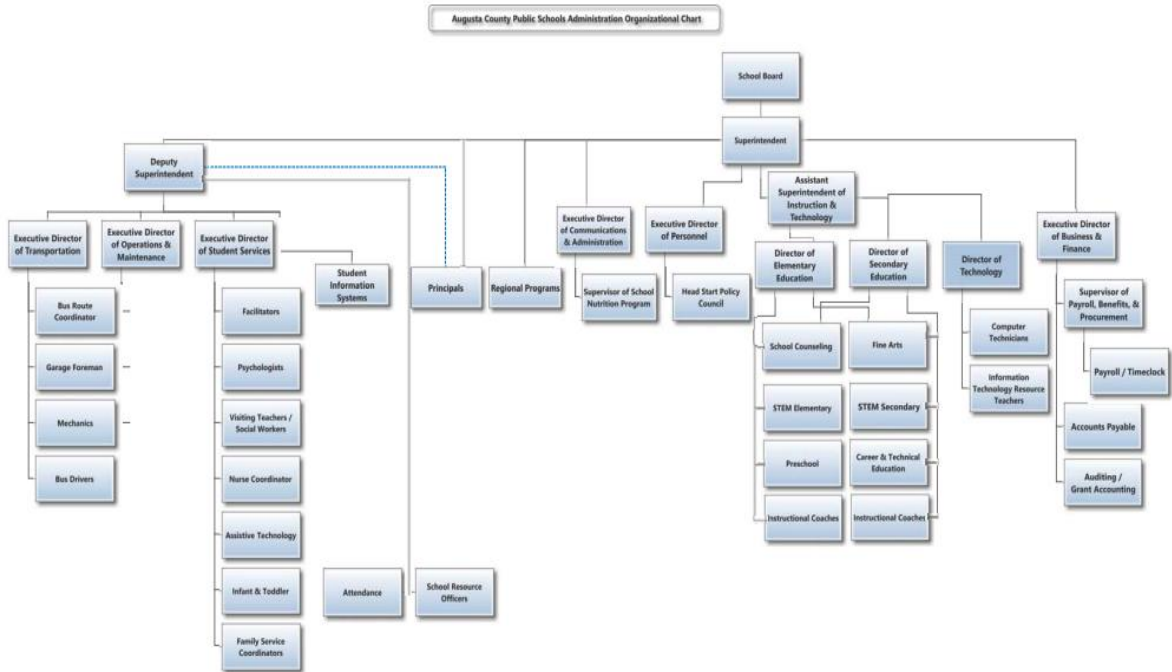 Augusta County Public Schools Administration Organizational Chart
School Board
Superintendent
Deputy
Superintendent
Assistant
Superintendent of
Instruction &
Technology
Executive Director
of Transportation
Executive Director
of Operations &
Maintenance
Executive Director
of Student Services
Student
Information
Systems
Principals
Regional Programs
Executive Director
of Communications
& Administration
Executive Director
of Personnel
Director of
Elementary
Education
Director of
Secondary
Education
Director of
Technology
Executive Director
of Business &
Finance
Bus Route
Coordinator
Garage Foreman
Mechanics
Bus Drivers
Facilitators
Psychologists
Visiting Teachers /
Social Workers
Nurse Coordinator
Assistive Technology
Infant & Toddler
Family Service
Coordinators
Attendance
School Resource
Officers
Supervisor of School
Nutrition Program
Head Start Policy
Council
School Counseling
STEM Elementary
Preschool
Instructional Coaches
Fine Arts
STEM Secondary
Career & Technical
Education
Instructional Coaches
Computer
Technicians
Information
Technology Resource
Teachers
Supervisor of
Payroll, Benefits, &
Procurement
Payroll / Timeclock
Accounts Payable
Auditing /
Grant Accounting